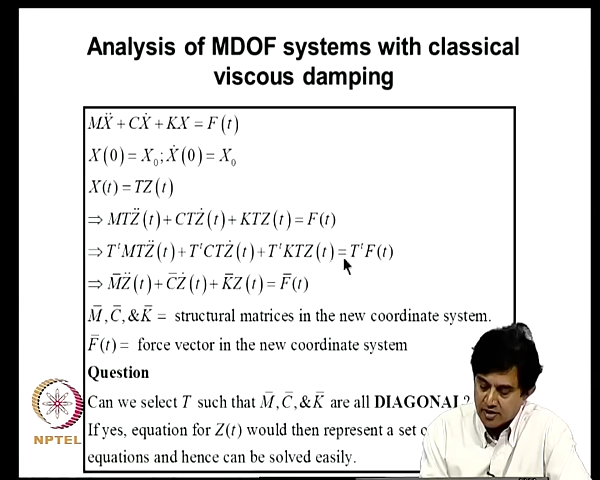 Analysis of MDOF systems with classical
viscous damping
MẌ + CẊ + KX = F(t)
X(0) = X₀; Ẋ(0) = X₀
X(t) = TZ(t)
⇒ MTZ̈(t) + CTŻ(t) + KTZ(t) = F(t)
⇒ TᵗMTZ̈(t) + TᵗCTŻ(t) + TᵗKTZ(t) = TᵗF(t)
⇒ M̄Z̈(t) + C̄Ż(t) + K̄Z(t) = F̄(t)
M̄, C̄, & K̄ = structural matrices in the new coordinate system.
F̄(t) = force vector in the new coordinate system
Question
Can we select T such that M̄, C̄, & K̄ are all DIAGONAL?
If yes, equation for Z(t) would then represent a set
equations and hence can be solved easily.
NPTEL